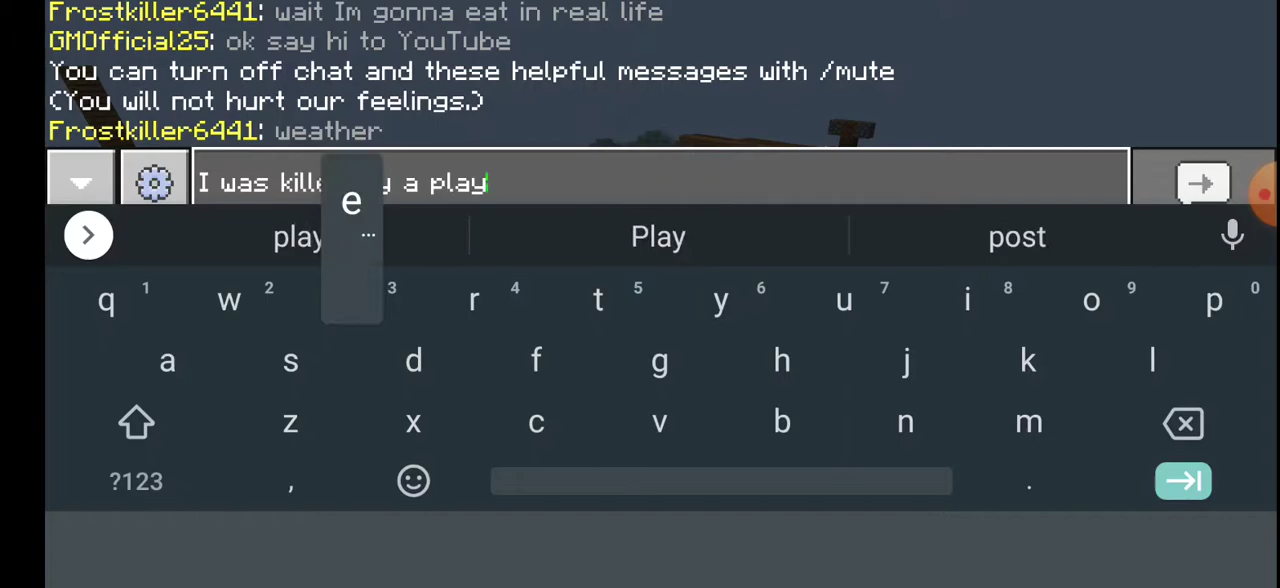 Frostkiller6441: wait Im gonna eat in real life
GMOfficial25: ok say hi to YouTube
You can turn off chat and these helpful messages with /mute
(You will not hurt our feelings.)
Frostkiller6441: weather
I was kille y a play
e
...
play Play post
q 1 w 2 3 r 4 t 5 y 6 u 7 i 8 o 9 p 0
a s d f g h j k l
z x c v b n m
?123 , .